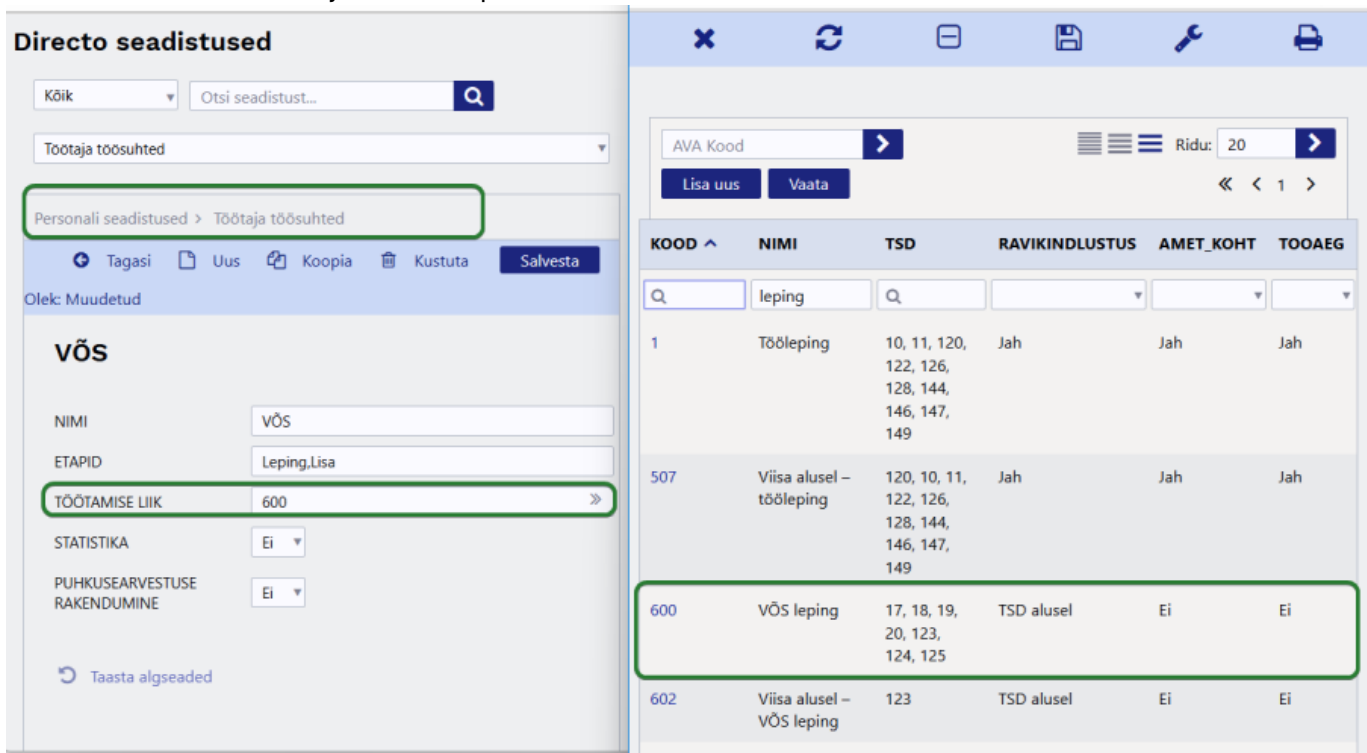 Directo seadistused
Kõik
Otsi seadistust...
Töötaja töösuhted
Personali seadistused > Töötaja töösuhted
Tagasi Uus Koopia Kustuta Salvesta
Olek: Muudetud
VÕS
NIMI VÕS
ETAPID Leping,Lisa
TÖÖTAMISE LIIK 600
STATISTIKA Ei
PUHKUSEARVESTUSE
RAKENDUMINE Ei
Taasta algseaded
AVA Kood Ridu: 20
Lisa uus Vaata 1
KOOD NIMI TSD RAVIKINDLUSTUS AMET_KOHT TOOAEG
leping
1 Tööleping 10, 11, 120, Jah Jah Jah
122, 126,
128, 144,
146, 147,
149
507 Viisa alusel – 120, 10, 11, Jah Jah Jah
tööleping 122, 126,
128, 144,
146, 147,
149
600 VÕS leping 17, 18, 19, TSD alusel Ei Ei
20, 123,
124, 125
602 Viisa alusel – 123 TSD alusel Ei Ei
VÕS leping